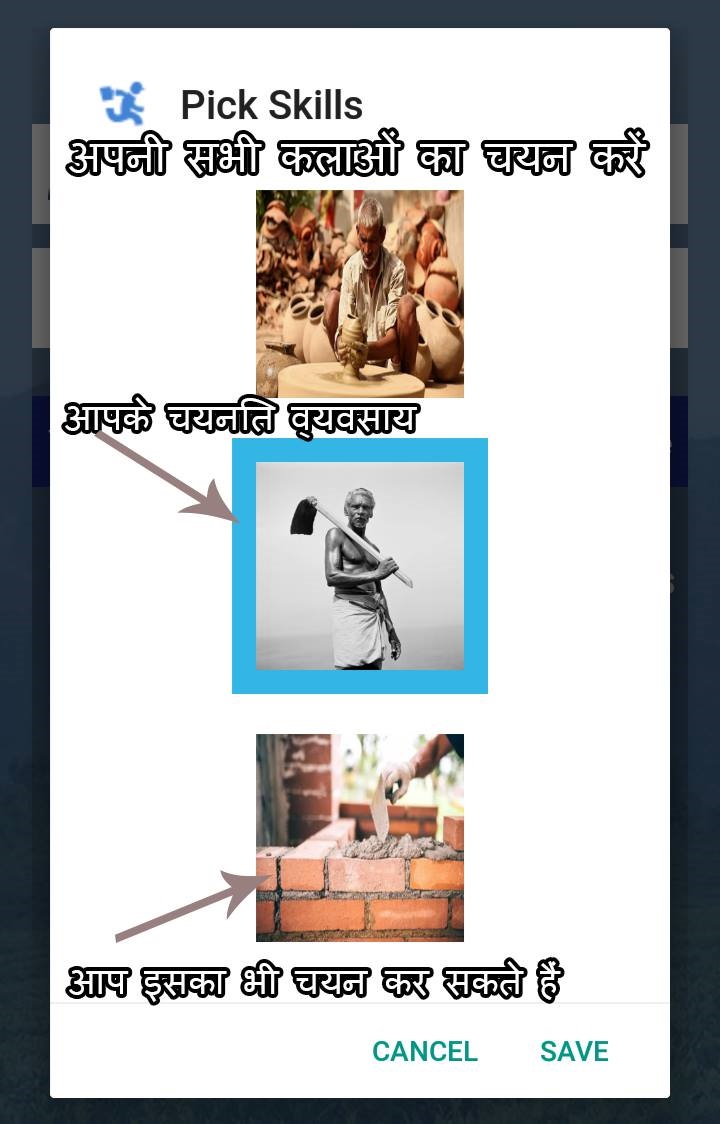 Pick Skills
अपनी सभी कलाओं का चयन करें
आपके चयनति व्यवसाय
आप इसका भी चयन कर सकते हैं
CANCEL SAVE